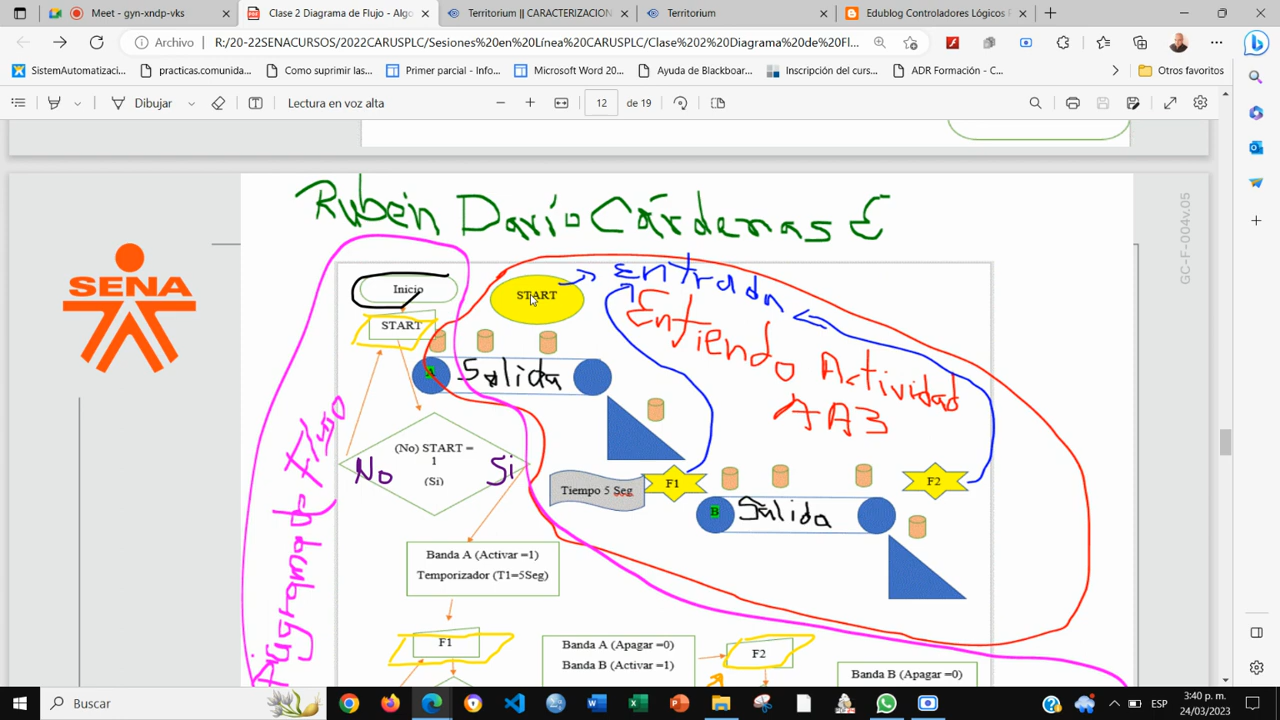 Meet - gyn-xndp-vks
Clase 2 Diagrama de Flujo - Algo
Territorium || CARACTERIZACION
Territorium
Edublog Controladores Lógicos P
Archivo
R:/20-22SENACURSOS/2022CARUSPLC/Sesiones%20en%20Línea%20CARUSPLC/Clase%202%20Diagrama%20de%20Fl...
SistemAutomatizaci...
practicas.comunida...
Como suprimir las...
Primer parcial - Info...
Microsoft Word 20...
Ayuda de Blackboar...
Inscripción del curs...
ADR Formación - C...
Otros favoritos
Dibujar
Lectura en voz alta
12
de 19
Rubén Darío Cárdenas E
GC-F-004v.05
SENA
Inicio
START
Entrada
START
Entiendo Actividad
AA3
A
Salida
Diagrama de Flujo
(No) START =
1
(Si)
No
Si
Tiempo 5 Seg
F1
F2
B
Salida
Banda A (Activar =1)
Temporizador (T1=5Seg)
F1
Banda A (Apagar =0)
Banda B (Activar =1)
F2
Banda B (Apagar =0)
Buscar
ESP
3:40 p. m.
24/03/2023